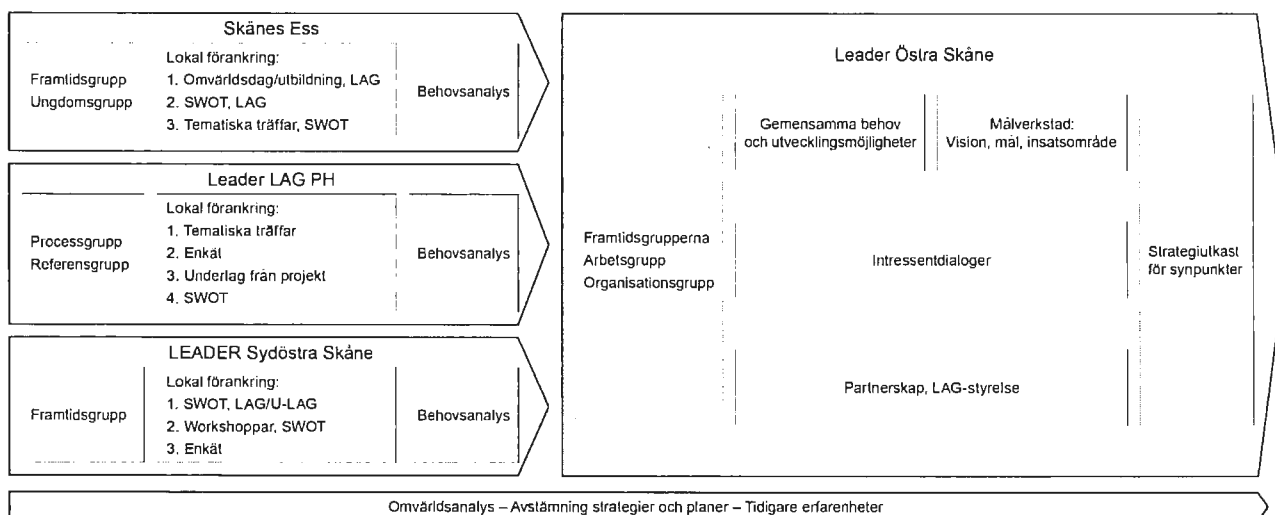 Skånes Ess
Framtidsgrupp
Ungdomsgrupp
Lokal förankring:
1. Omvärldsdag/utbildning, LAG
2. SWOT, LAG
3. Tematiska träffar, SWOT
Behovsanalys
Leader LAG PH
Processgrupp
Referensgrupp
Lokal förankring:
1. Tematiska träffar
2. Enkät
3. Underlag från projekt
4. SWOT
Behovsanalys
LEADER Sydöstra Skåne
Framtidsgrupp
Lokal förankring:
1. SWOT, LAG/U-LAG
2. Workshoppar, SWOT
3. Enkät
Behovsanalys
Leader Östra Skåne
Framtidsgrupperna
Arbetsgrupp
Organisationsgrupp
Gemensamma behov
och utvecklingsmöjligheter
Målverkstad:
Vision, mål, insatsområde
Intressentdialoger
Partnerskap, LAG-styrelse
Strategiutkast
för synpunkter
Omvärldsanalys – Avstämning strategier och planer – Tidigare erfarenheter